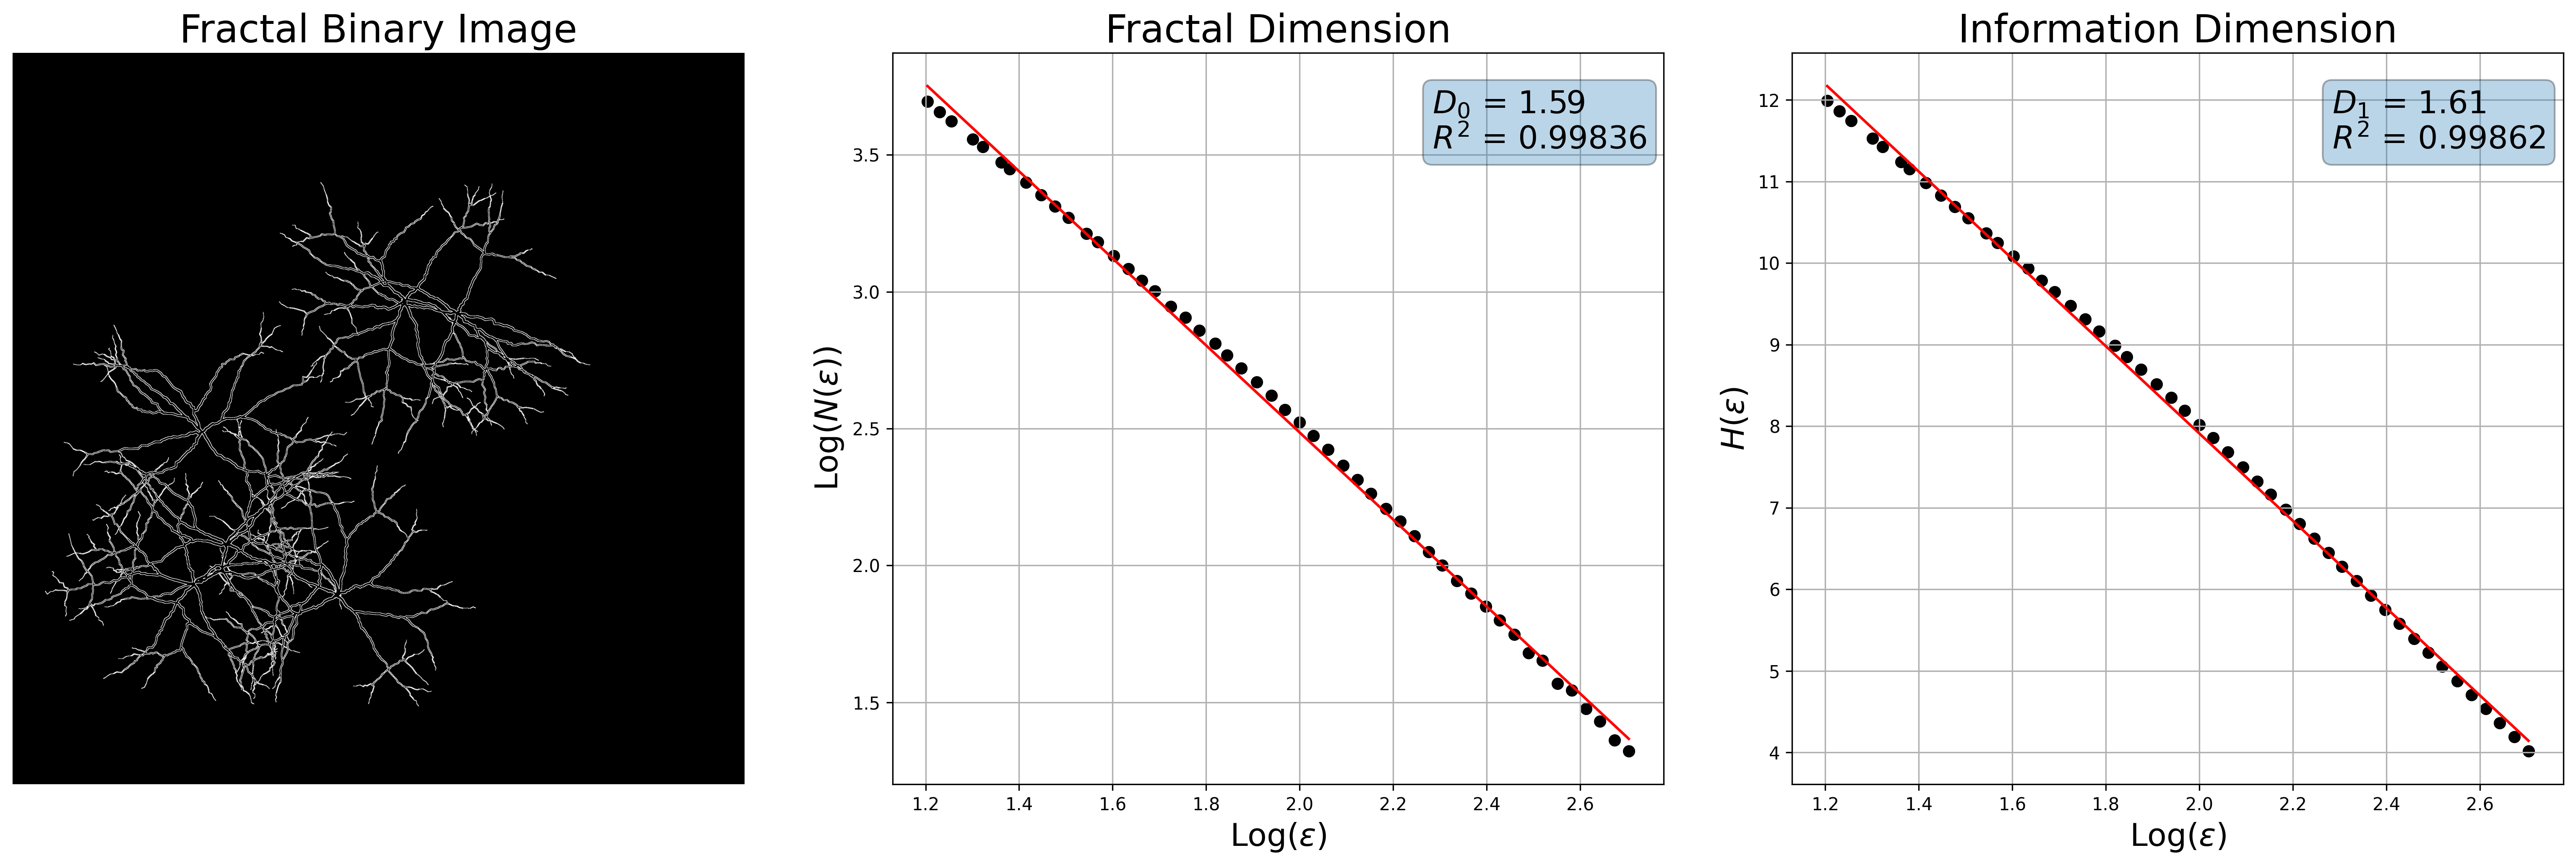 Fractal Binary Image
Fractal Dimension
D₀ = 1.59
R² = 0.99836
3.5
3.0
2.5
2.0
1.5
Log(N(ε))
1.2 1.4 1.6 1.8 2.0 2.2 2.4 2.6
Log(ε)
Information Dimension
D₁ = 1.61
R² = 0.99862
12
11
10
9
8
7
6
5
4
H(ε)
1.2 1.4 1.6 1.8 2.0 2.2 2.4 2.6
Log(ε)